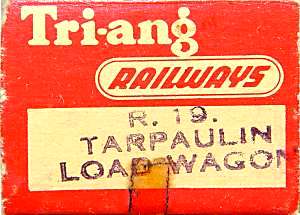 Tri-ang
RAILWAYS
R. 19.
TARPAULIN
LOAD WAGON